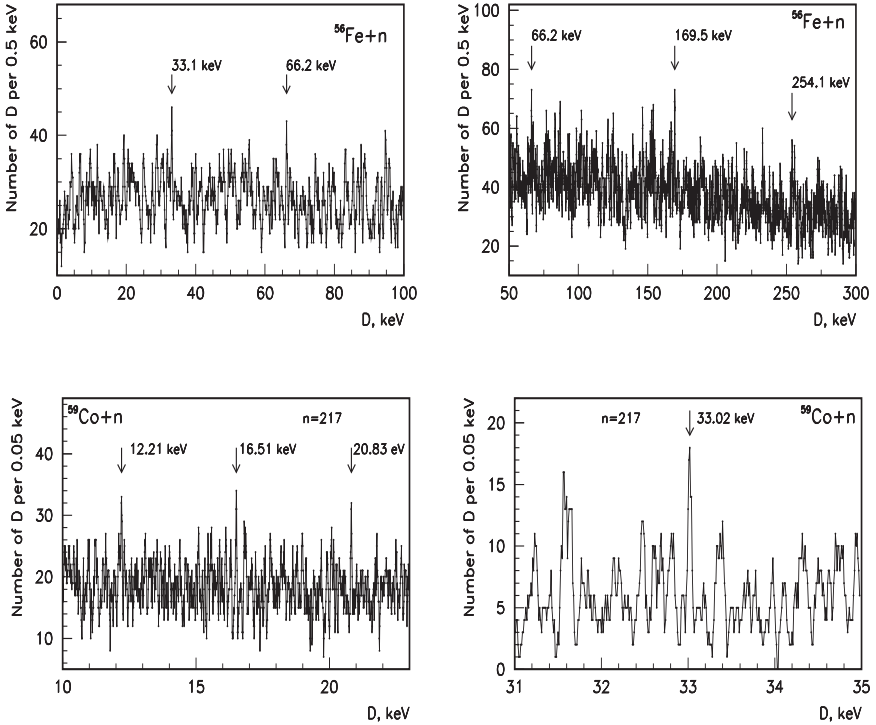 Number of D per 0.5 keV
60
40
20
⁵⁶Fe+n
33.1 keV
66.2 keV
0
20
40
60
80
100
D, keV
Number of D per 0.5 keV
100
80
60
40
20
⁵⁶Fe+n
66.2 keV
169.5 keV
254.1 keV
50
100
150
200
250
300
D, keV
Number of D per 0.05 keV
40
30
20
10
⁵⁹Co+n
n=217
12.21 keV
16.51 keV
20.83 eV
10
15
20
D, keV
Number of D per 0.05 keV
20
15
10
5
0
n=217
33.02 keV
⁵⁹Co+n
31
32
33
34
35
D, keV